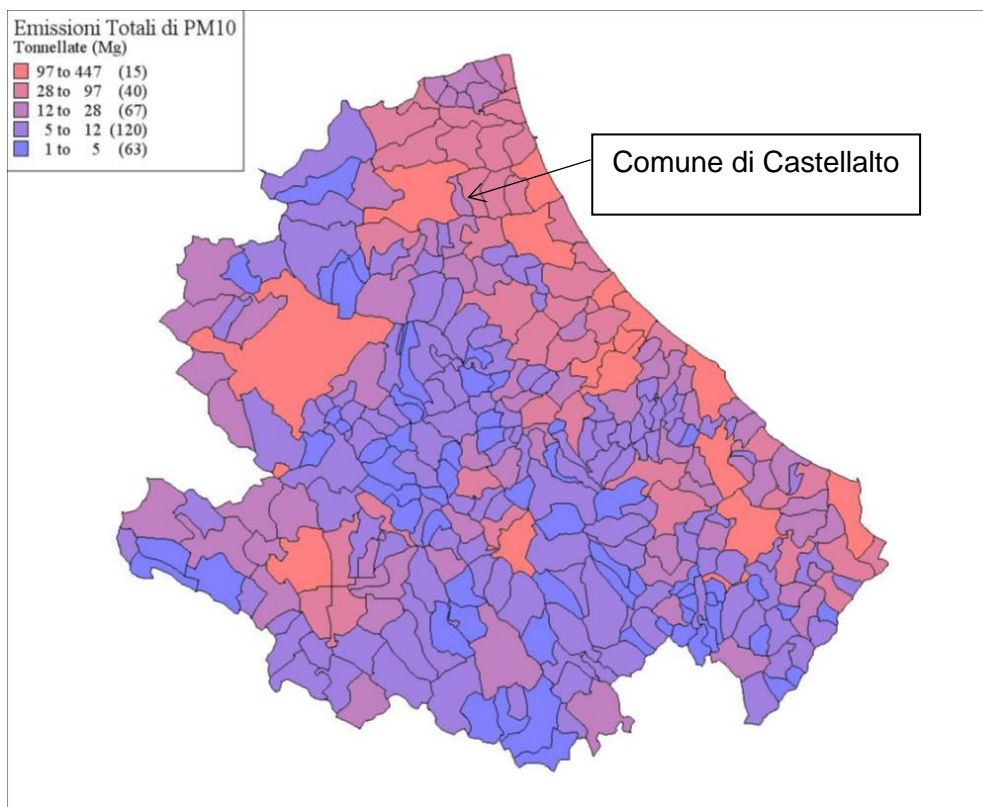 Emissioni Totali di PM10
Tonnellate (Mg)
97 to 447 (15)
28 to 97 (40)
12 to 28 (67)
5 to 12 (120)
1 to 5 (63)
Comune di Castellalto